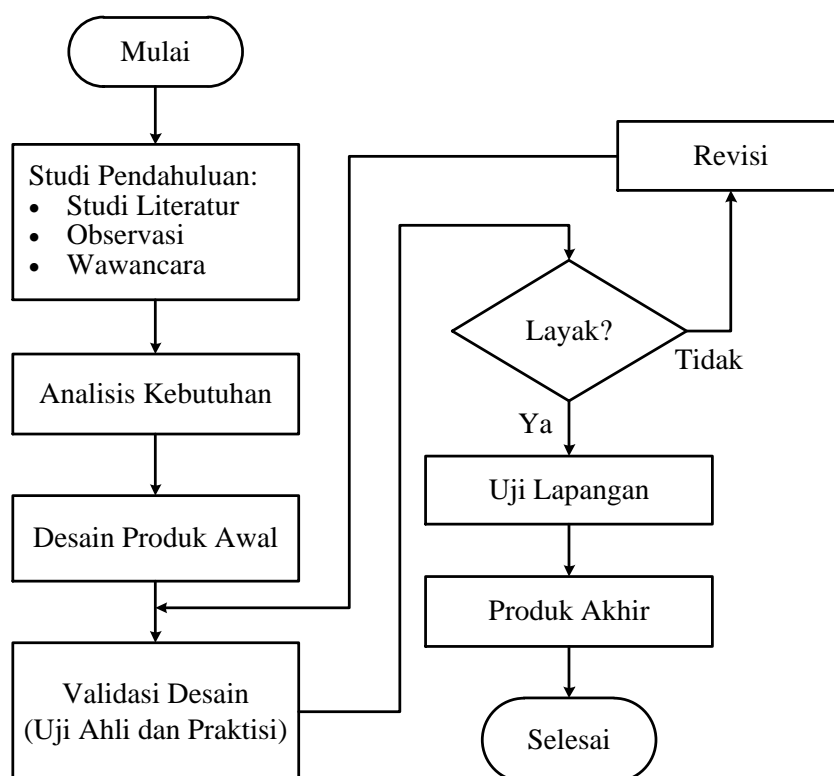 Mulai
Studi Pendahuluan:
• Studi Literatur
• Observasi
• Wawancara
Analisis Kebutuhan
Desain Produk Awal
Validasi Desain
(Uji Ahli dan Praktisi)
Revisi
Layak?
Tidak
Ya
Uji Lapangan
Produk Akhir
Selesai